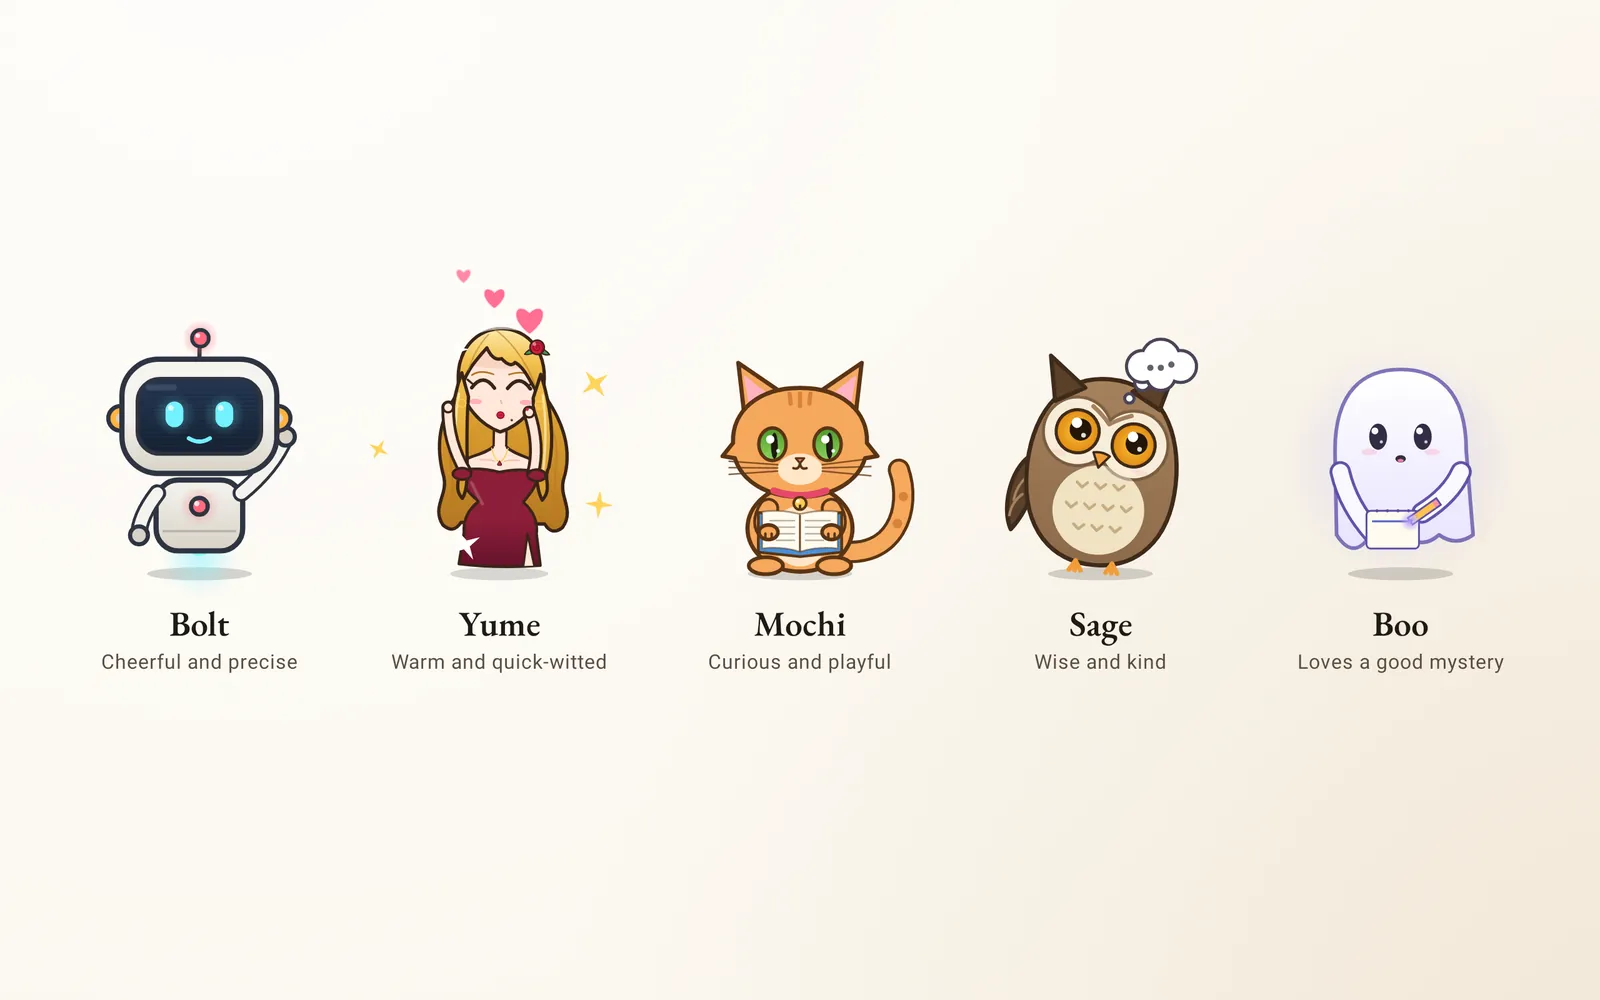 Bolt
Cheerful and precise
Yume
Warm and quick-witted
Mochi
Curious and playful
Sage
Wise and kind
Boo
Loves a good mystery